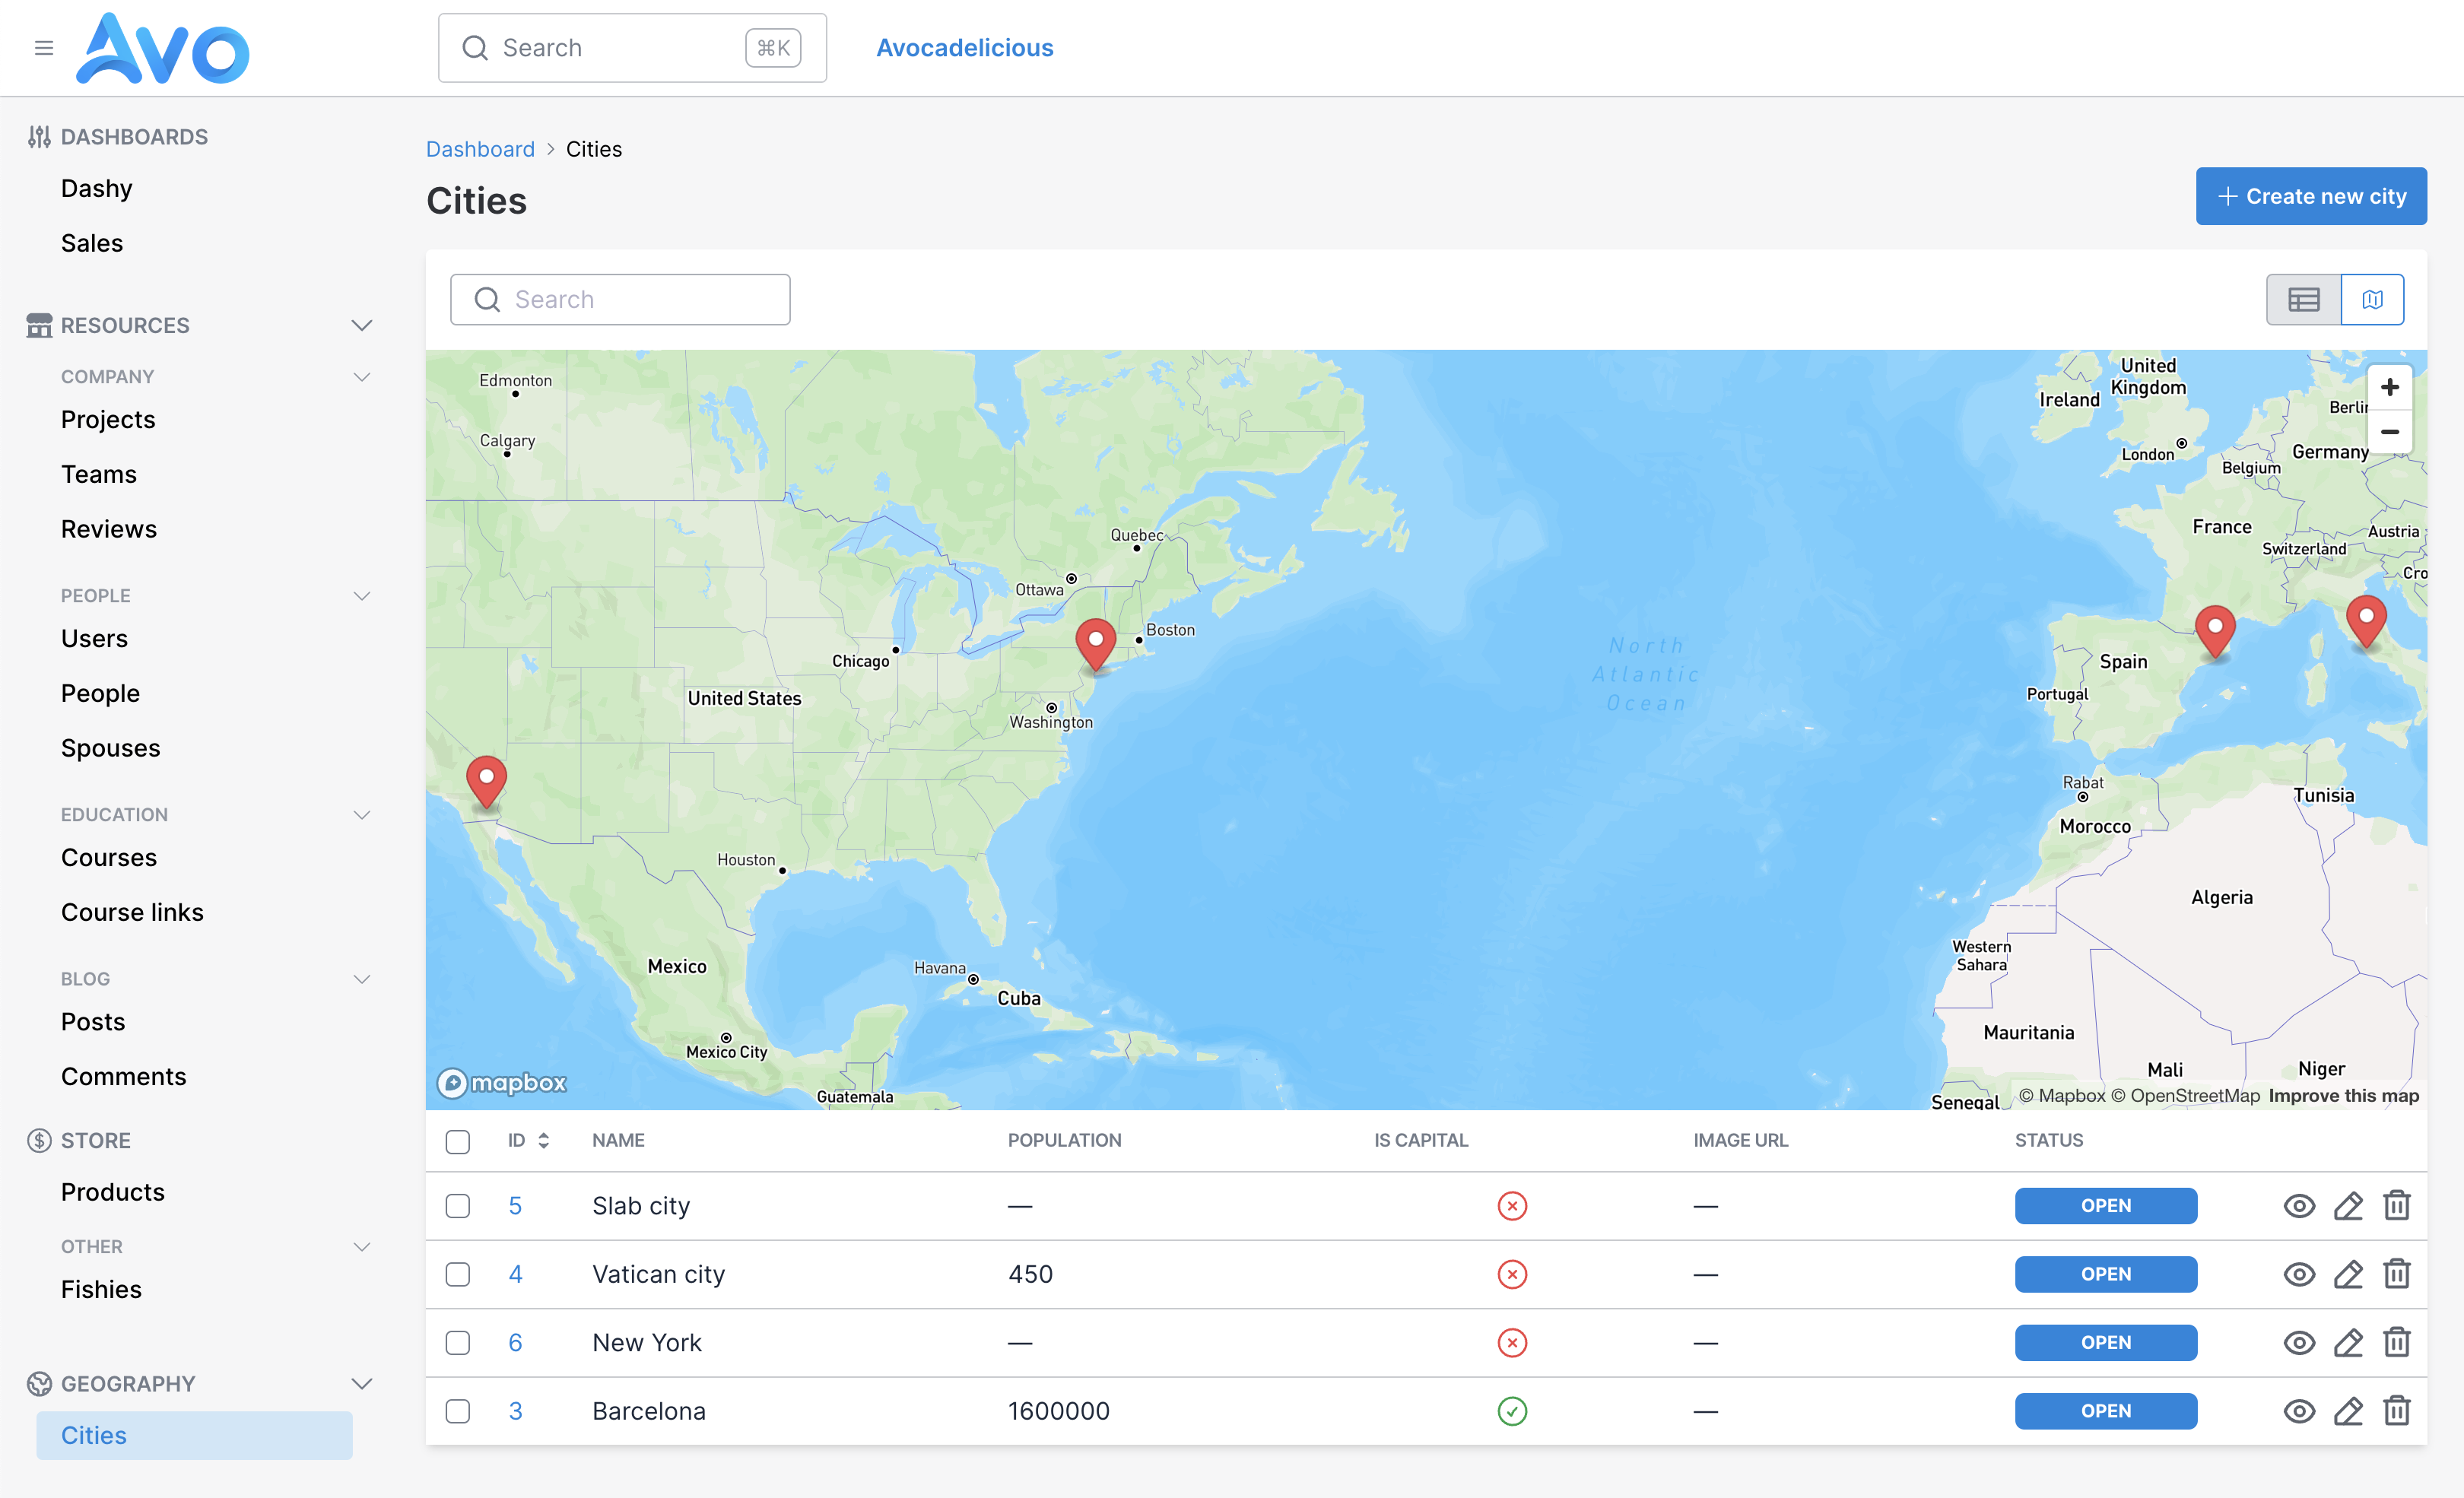 Avo
Search
⌘K
Avocadelicious
DASHBOARDS
Dashy
Sales
RESOURCES
COMPANY
Projects
Teams
Reviews
PEOPLE
Users
People
Spouses
EDUCATION
Courses
Course links
BLOG
Posts
Comments
STORE
Products
OTHER
Fishies
GEOGRAPHY
Cities
Dashboard > Cities
Cities
+ Create new city
Search
Edmonton
Calgary
Quebec
Ottawa
Boston
Chicago
United States
Washington
Houston
Mexico
Havana
Cuba
Mexico City
Guatemala
North
Atlantic
Ocean
United
Kingdom
Ireland
London
Berlin
Germany
Belgium
France
Austria
Switzerland
Cro
Spain
Portugal
Rabat
Morocco
Tunisia
Algeria
Western
Sahara
Mauritania
Mali
Niger
Senegal
+
−
mapbox
© Mapbox © OpenStreetMap Improve this map
ID NAME POPULATION IS CAPITAL IMAGE URL STATUS
5 Slab city — — OPEN
4 Vatican city 450 — OPEN
6 New York — — OPEN
3 Barcelona 1600000 — OPEN